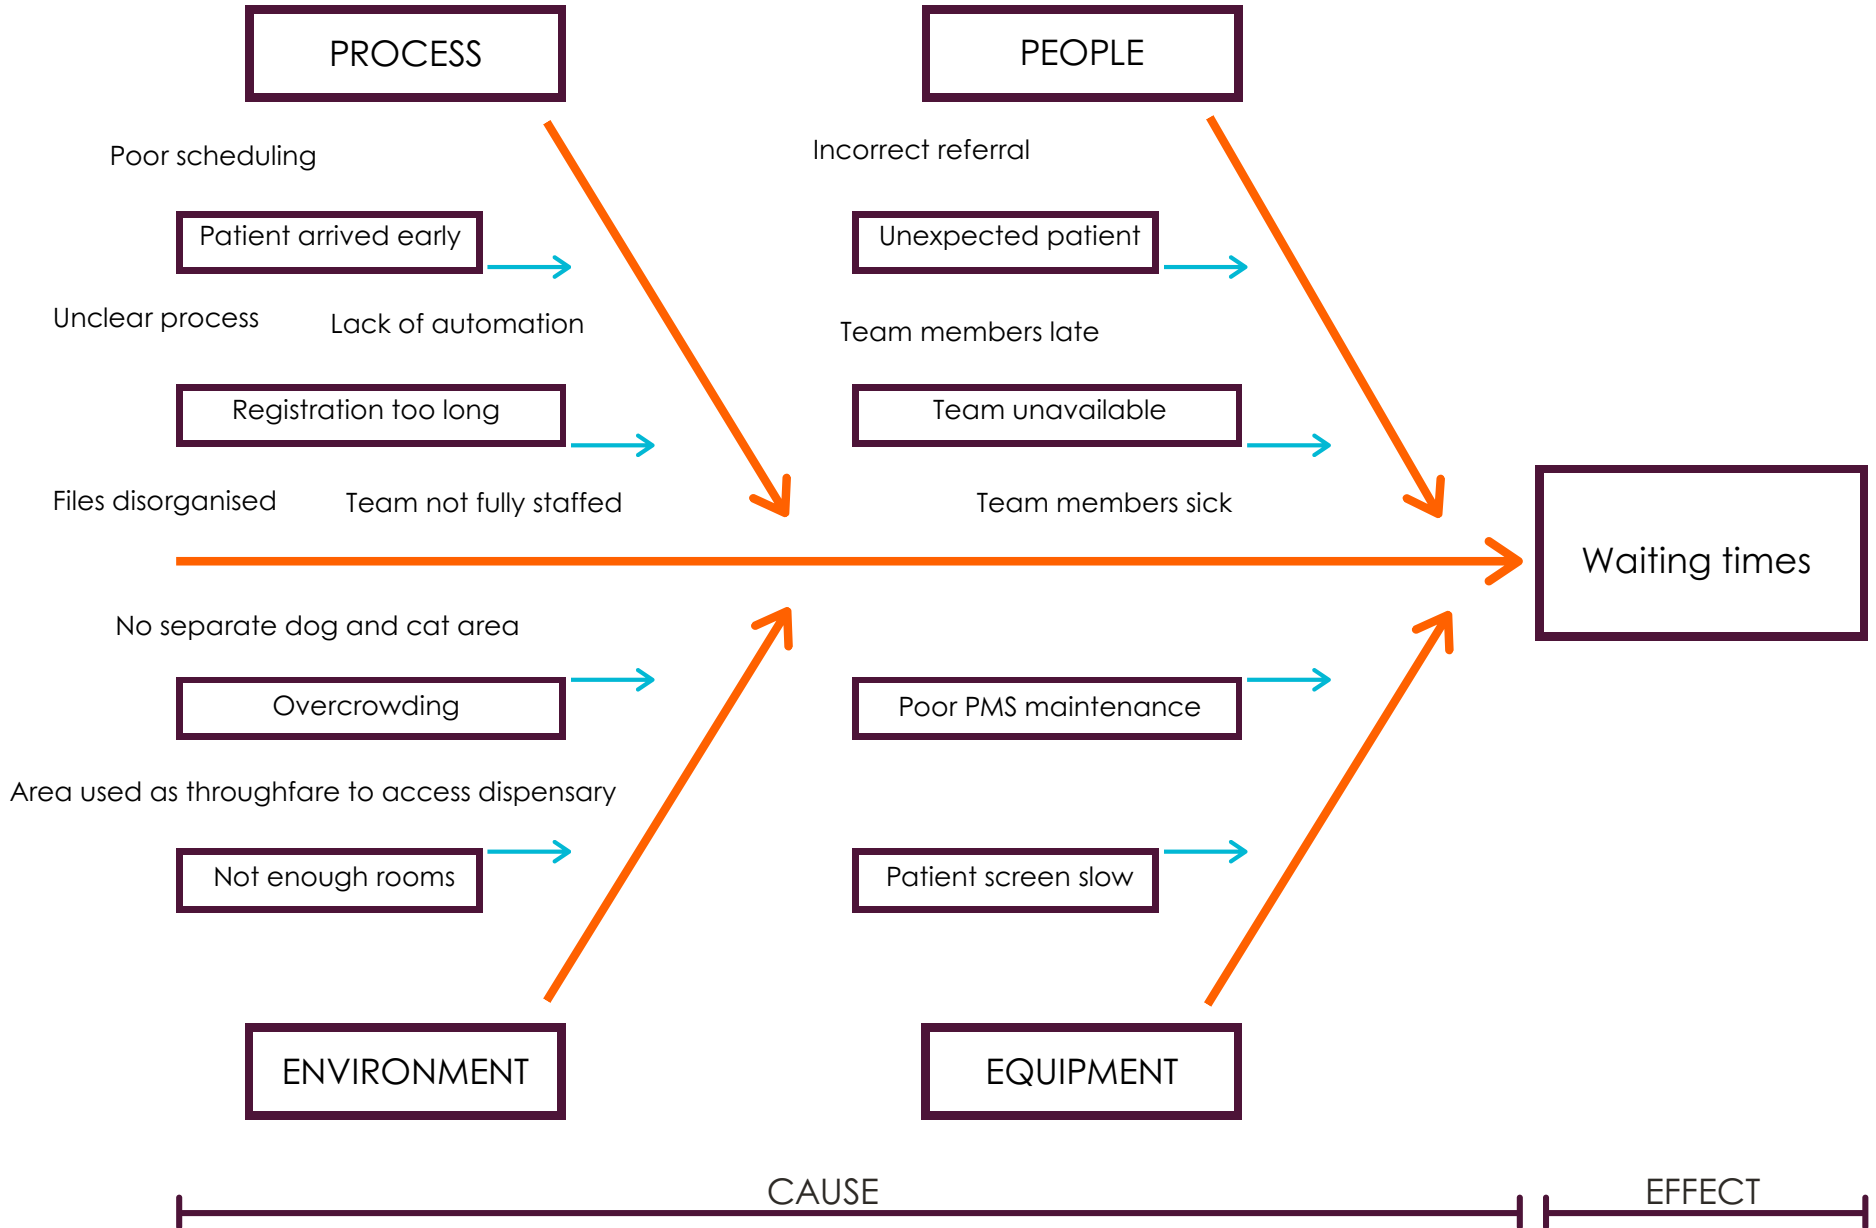 PROCESS
PEOPLE
Poor scheduling
Incorrect referral
Patient arrived early
Unexpected patient
Unclear process
Lack of automation
Team members late
Registration too long
Team unavailable
Files disorganised
Team not fully staffed
Team members sick
Waiting times
No separate dog and cat area
Overcrowding
Poor PMS maintenance
Area used as throughfare to access dispensary
Not enough rooms
Patient screen slow
ENVIRONMENT
EQUIPMENT
CAUSE
EFFECT